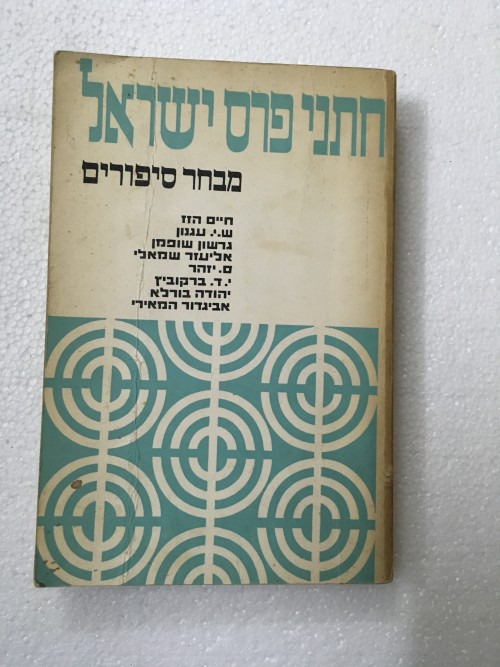 חתני פרס ישראל
מבחר סיפורים
חיים הזז
ש.י. עגנון
גרשון שופמן
אליעזר שמאלי
ס. יזהר
י. ד. ברקוביץ
יהודה בורלא
אביגדור המאירי